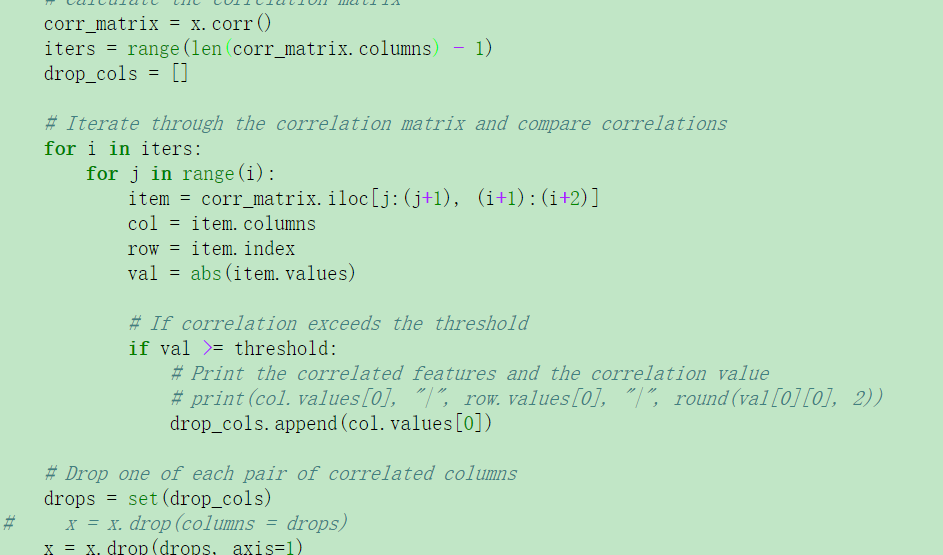 # Calculate the correlation matrix
corr_matrix = x.corr()
iters = range(len(corr_matrix.columns) - 1)
drop_cols = []
# Iterate through the correlation matrix and compare correlations
for i in iters:
for j in range(i):
item = corr_matrix.iloc[j:(j+1), (i+1):(i+2)]
col = item.columns
row = item.index
val = abs(item.values)
# If correlation exceeds the threshold
if val >= threshold:
# Print the correlated features and the correlation value
# print(col.values[0], "|", row.values[0], "|", round(val[0][0], 2))
drop_cols.append(col.values[0])
# Drop one of each pair of correlated columns
drops = set(drop_cols)
# x = x.drop(columns = drops)
x = x.drop(drops, axis=1)